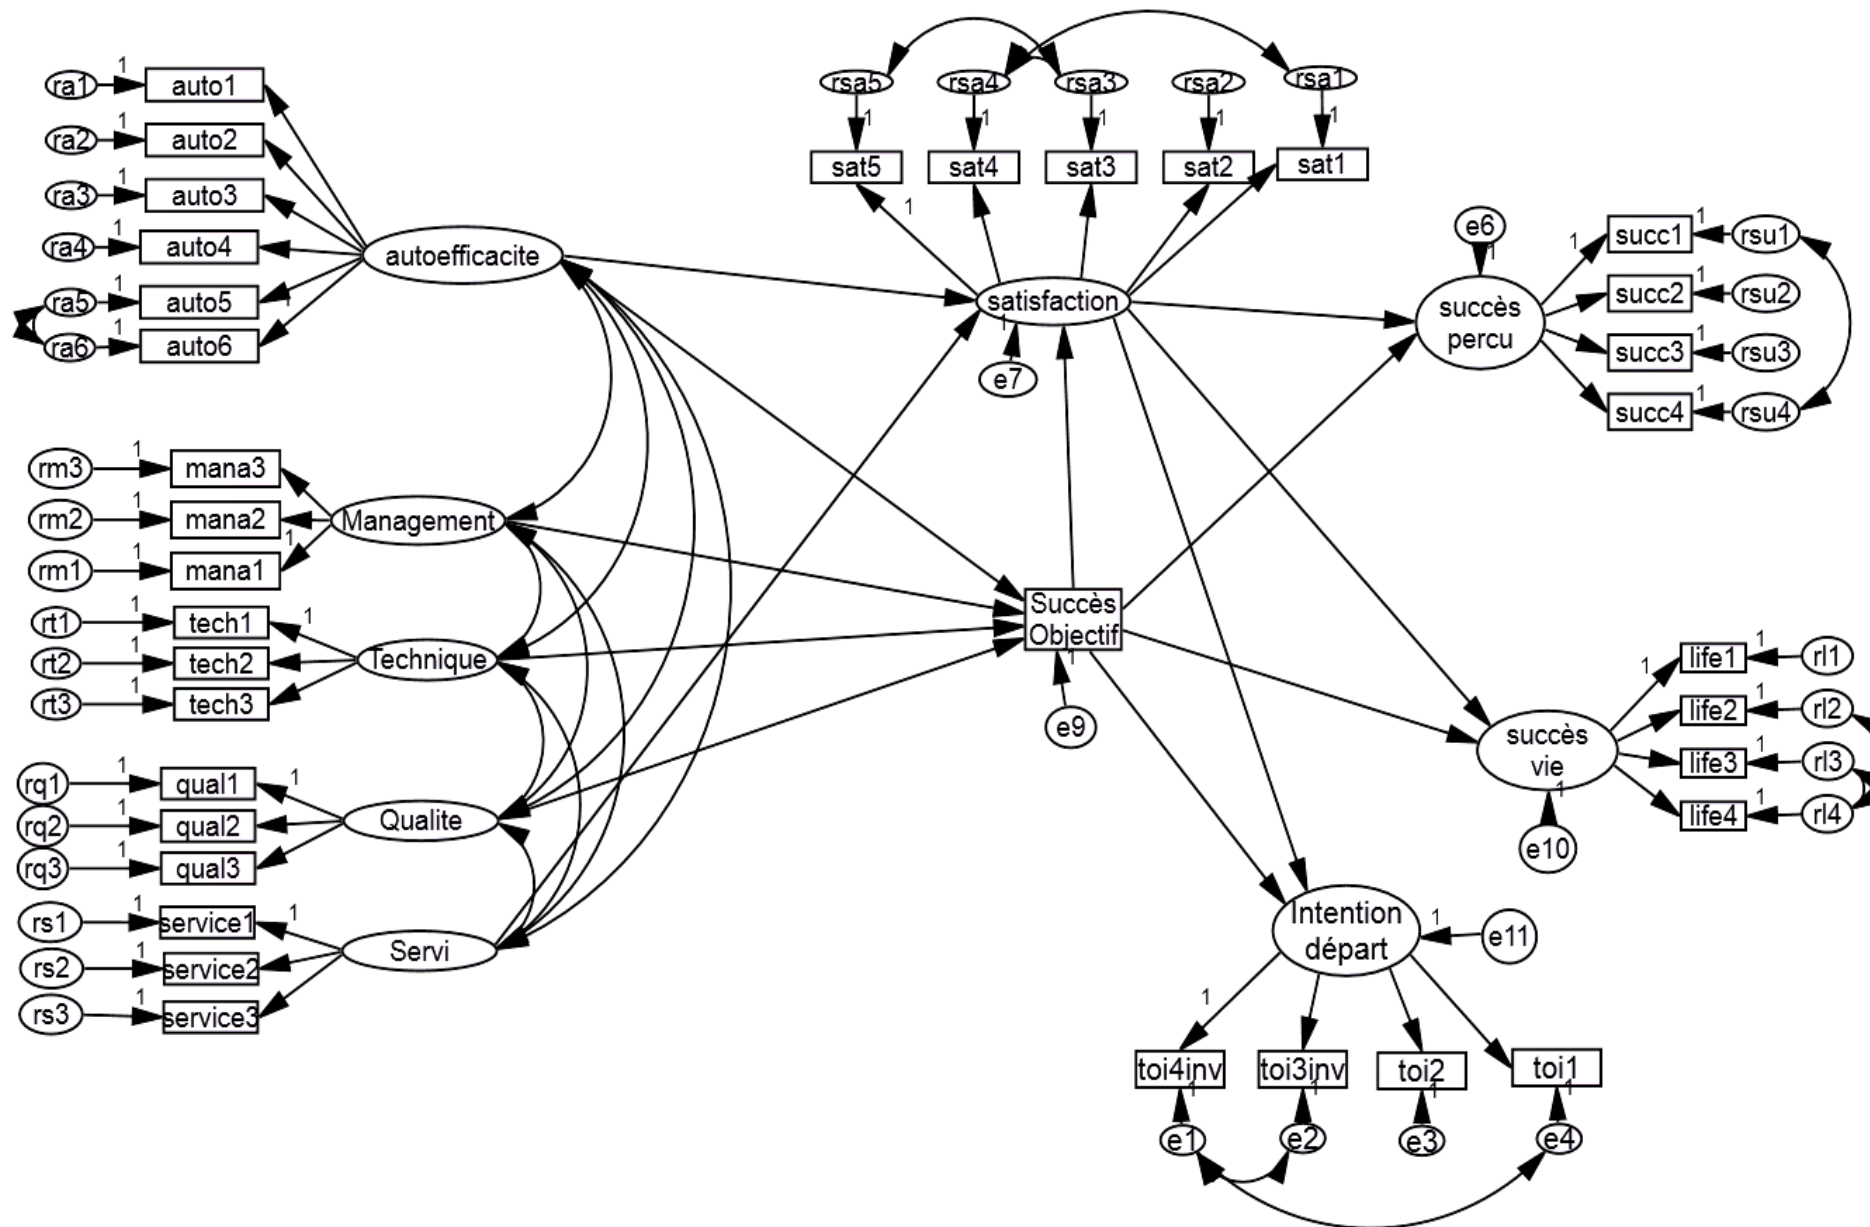 ra1 1 auto1
ra2 1 auto2
ra3 1 auto3
ra4 1 auto4
ra5 1 auto5 1
ra6 1 auto6
autoefficacite
rm3 1 mana3
rm2 1 mana2
rm1 1 mana1 1
Management
rt1 1 tech1 1
rt2 1 tech2
rt3 1 tech3
Technique
rq1 1 qual1 1
rq2 1 qual2
rq3 1 qual3
Qualite
rs1 1 service1 1
rs2 1 service2
rs3 1 service3
Servi
rsa5 rsa4 rsa3 rsa2 rsa1
1 1 1 1 1
sat5 sat4 sat3 sat2 sat1
1
satisfaction
1
e7
Succès
Objectif
1
e9
e6
1
succès
percu
1 succ1 1 rsu1
succ2 1 rsu2
succ3 1 rsu3
succ4 1 rsu4
succès
vie
1
e10
1 life1 1 rl1
life2 1 rl2
life3 1 rl3
life4 1 rl4
Intention
départ
1 e11
1
toi4inv toi3inv toi2 toi1
1 1 1 1
e1 e2 e3 e4